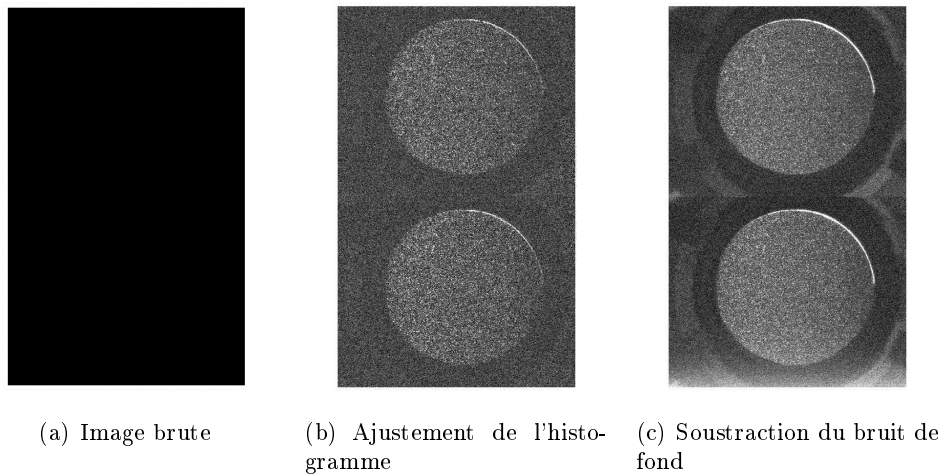 (a) Image brute
(b) Ajustement de l'histo-
gramme
(c) Soustraction du bruit de
fond